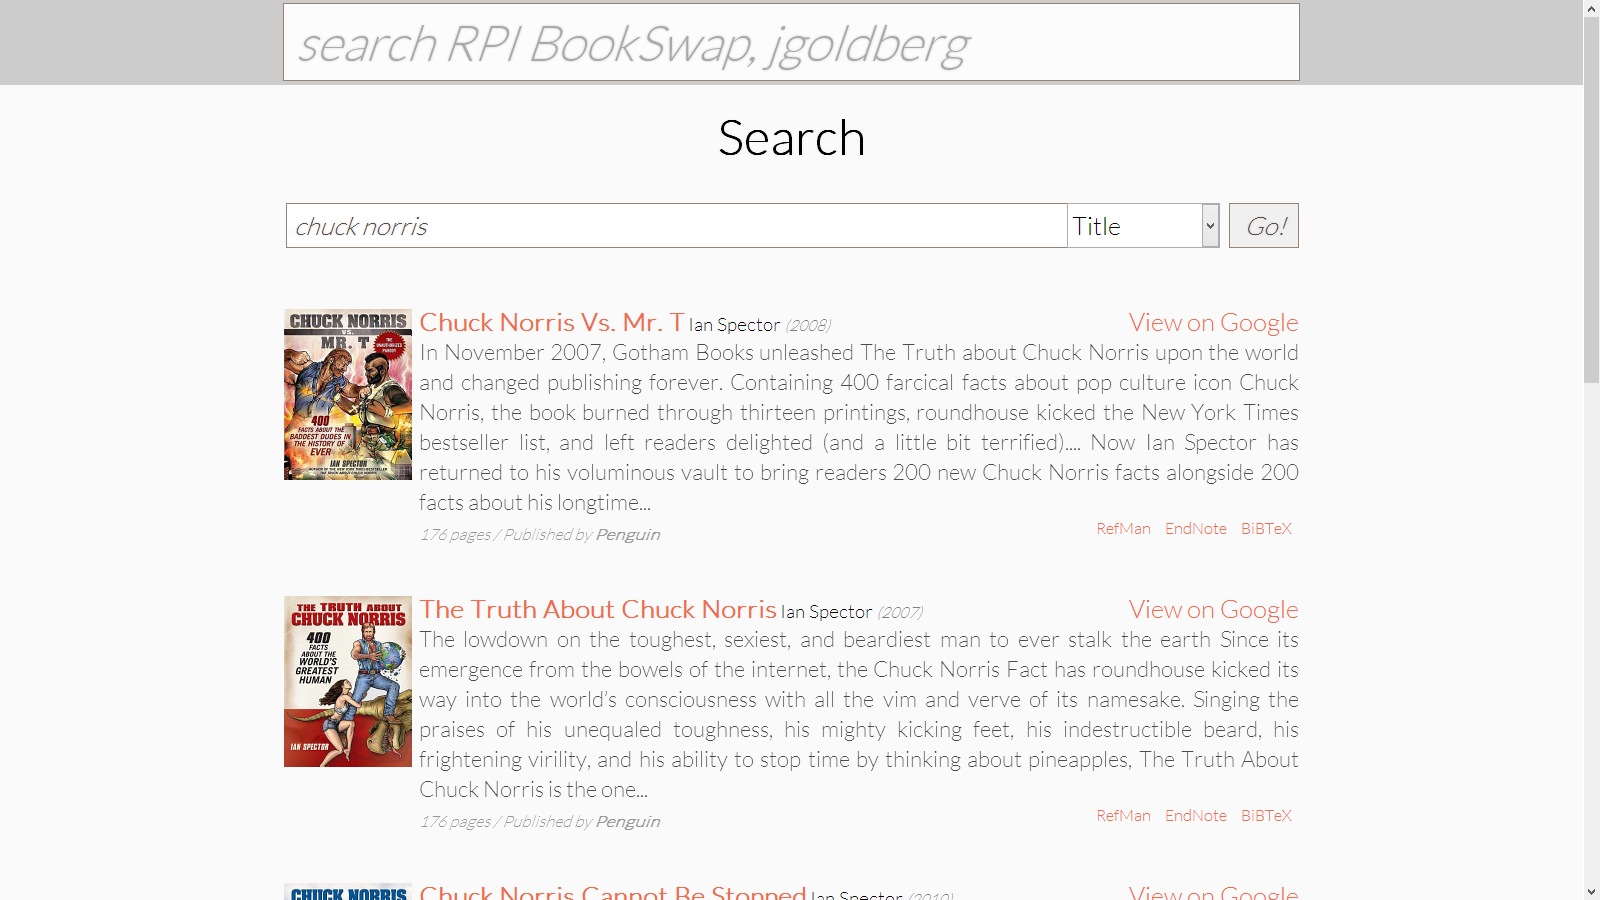 search RPI BookSwap, jgoldberg
Search
chuck norris Title Go!
CHUCK NORRIS
VS.
MR. T
THE UNAUTHORIZED PARODY
400
FACTS ABOUT THE
BADDEST DUDES IN
THE HISTORY OF
EVER
IAN SPECTOR
Chuck Norris Vs. Mr. T Ian Spector (2008) View on Google
In November 2007, Gotham Books unleashed The Truth about Chuck Norris upon the world
and changed publishing forever. Containing 400 farcical facts about pop culture icon Chuck
Norris, the book burned through thirteen printings, roundhouse kicked the New York Times
bestseller list, and left readers delighted (and a little bit terrified).... Now Ian Spector has
returned to his voluminous vault to bring readers 200 new Chuck Norris facts alongside 200
facts about his longtime...
176 pages / Published by Penguin RefMan EndNote BiBTeX
THE TRUTH ABOUT
CHUCK NORRIS
400
FACTS
ABOUT THE
WORLD'S
GREATEST
HUMAN
IAN SPECTOR
The Truth About Chuck Norris Ian Spector (2007) View on Google
The lowdown on the toughest, sexiest, and beardiest man to ever stalk the earth Since its
emergence from the bowels of the internet, the Chuck Norris Fact has roundhouse kicked its
way into the world’s consciousness with all the vim and verve of its namesake. Singing the
praises of his unequaled toughness, his mighty kicking feet, his indestructible beard, his
frightening virility, and his ability to stop time by thinking about pineapples, The Truth About
Chuck Norris is the one...
176 pages / Published by Penguin RefMan EndNote BiBTeX
CHUCK NORRIS
Chuck Norris Cannot Be Stopped Ian Spector (2010) View on Google